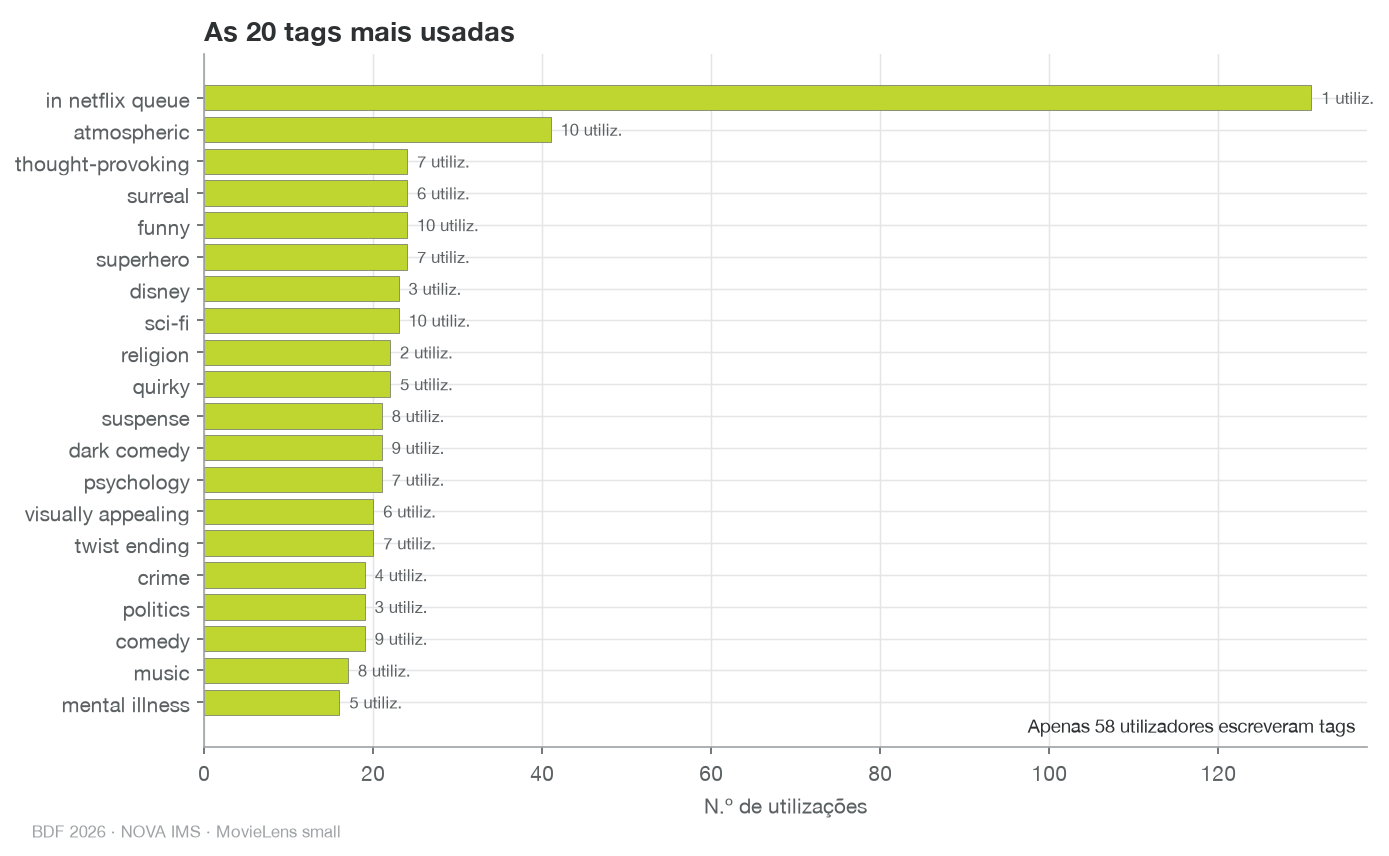 As 20 tags mais usadas
in netflix queue 1 utiliz.
atmospheric 10 utiliz.
thought-provoking 7 utiliz.
surreal 6 utiliz.
funny 10 utiliz.
superhero 7 utiliz.
disney 3 utiliz.
sci-fi 10 utiliz.
religion 2 utiliz.
quirky 5 utiliz.
suspense 8 utiliz.
dark comedy 9 utiliz.
psychology 7 utiliz.
visually appealing 6 utiliz.
twist ending 7 utiliz.
crime 4 utiliz.
politics 3 utiliz.
comedy 9 utiliz.
music 8 utiliz.
mental illness 5 utiliz.
Apenas 58 utilizadores escreveram tags
0 20 40 60 80 100 120
N.º de utilizações
BDF 2026 · NOVA IMS · MovieLens small